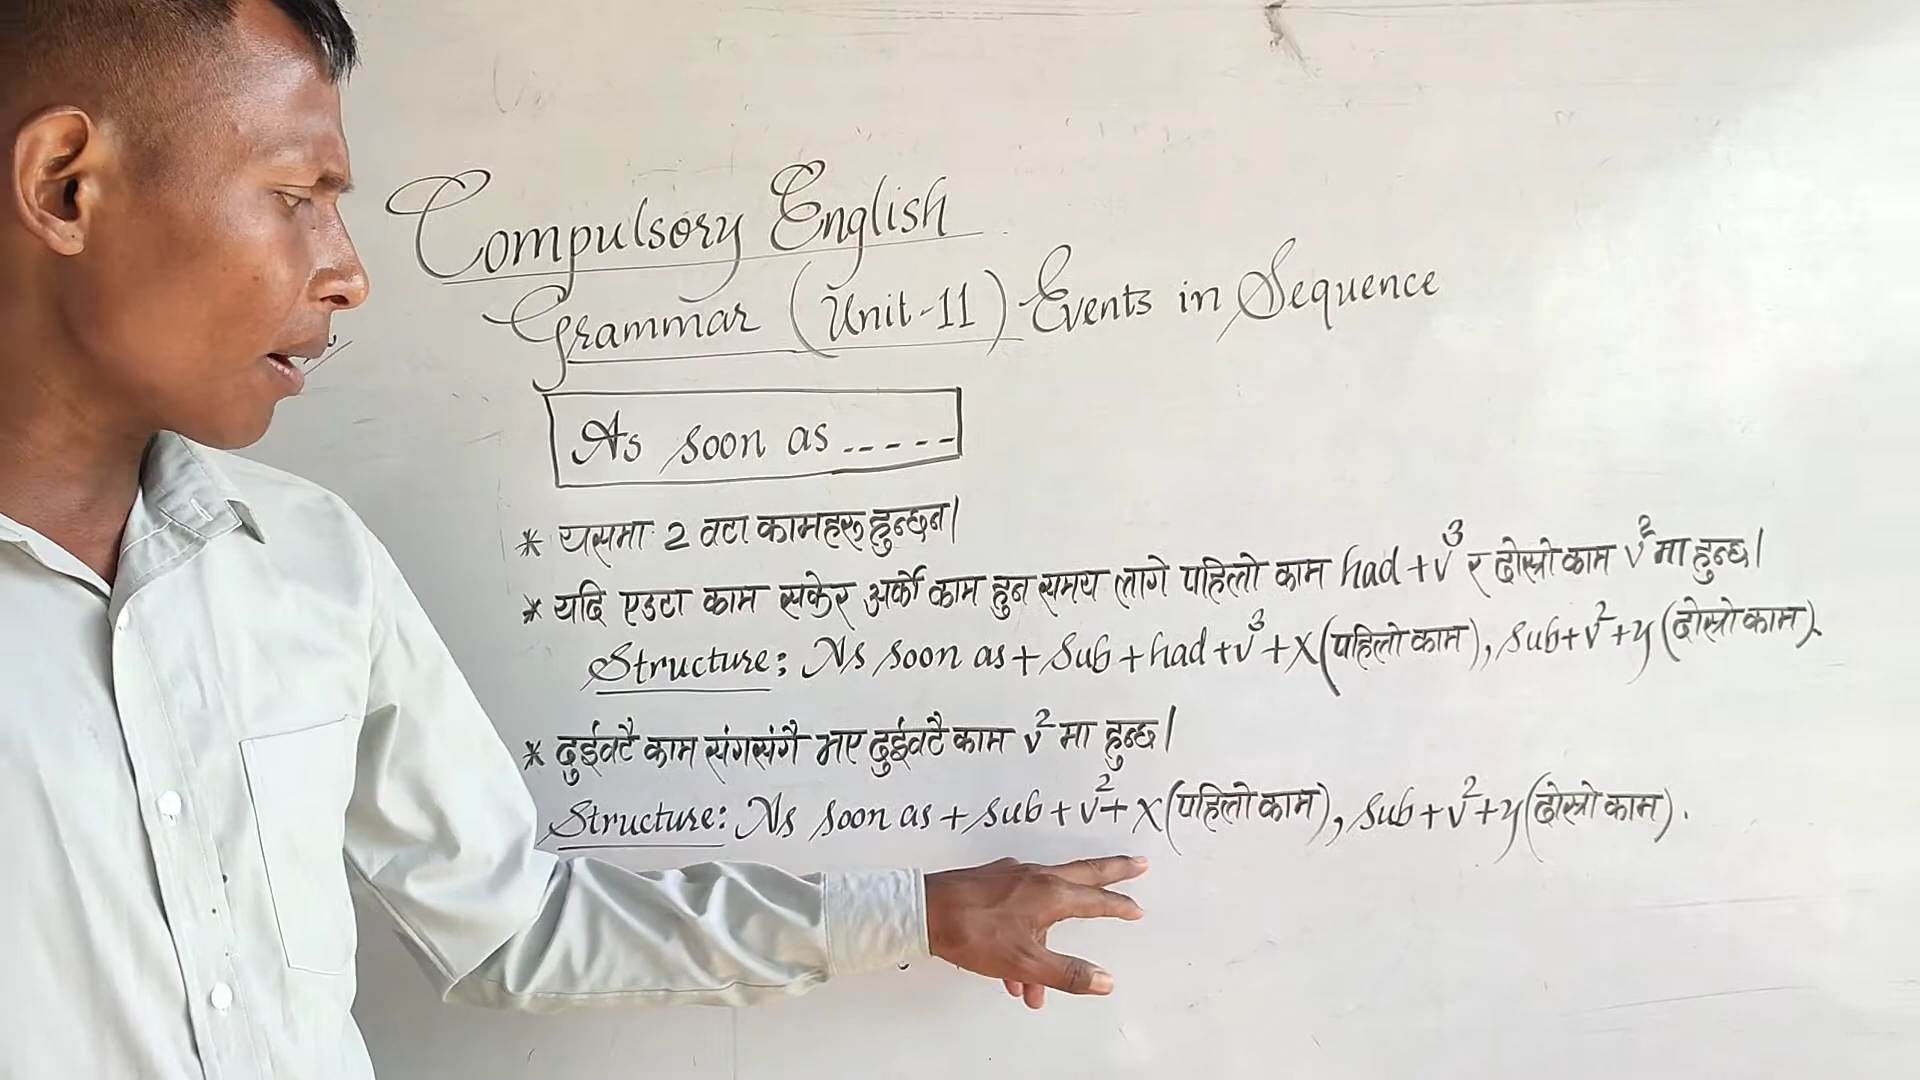 Compulsory English
Grammar (Unit-11) Events in Sequence
As soon as -----
* यसमा 2 वटा कामहरु हुन्छन।
* यदि एउटा काम सकेर अर्को काम हुन समय लागे पहिलो काम had + v³ र दोस्रो काम v² मा हुन्छ।
Structure: As soon as + sub + had + v³ + x (पहिलो काम), sub + v² + y (दोस्रो काम).
* दुईवटै काम संगसंगै भए दुईवटै काम v² मा हुन्छ।
Structure: As soon as + sub + v² + x (पहिलो काम), sub + v² + y (दोस्रो काम).